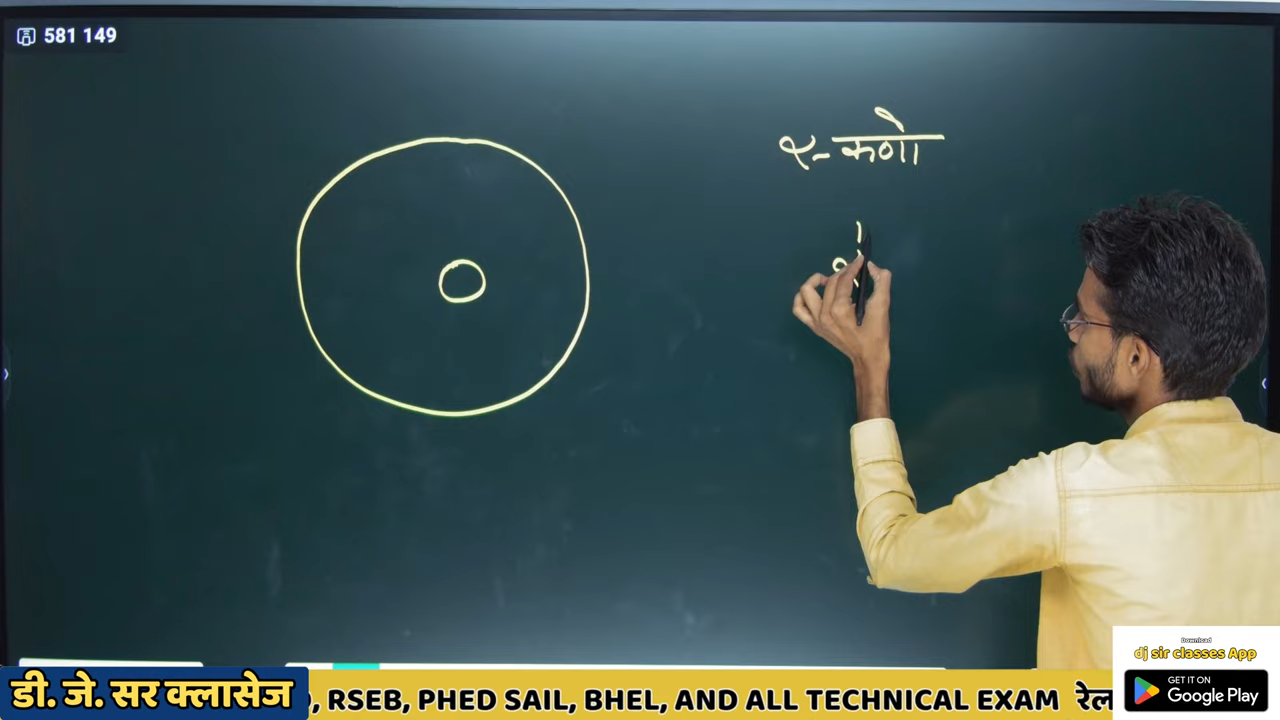 581 149
α-कणो
डी. जे. सर क्लासेज
, RSEB, PHED SAIL, BHEL, AND ALL TECHNICAL EXAM रेल
Download
dj sir classes App
GET IT ON
Google Play